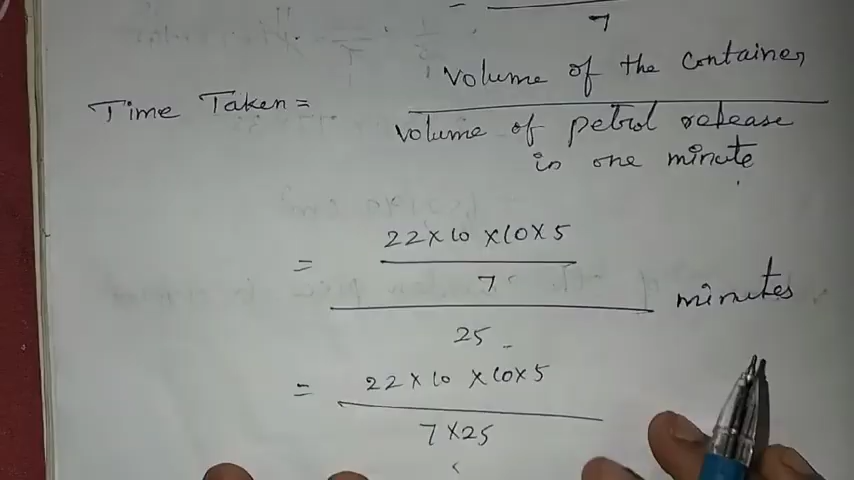 7
Time Taken = Volume of the Container,
Volume of petrol release
in one minute
= 22×10×10×5
7
25
minutes
= 22×10×10×5
7×25